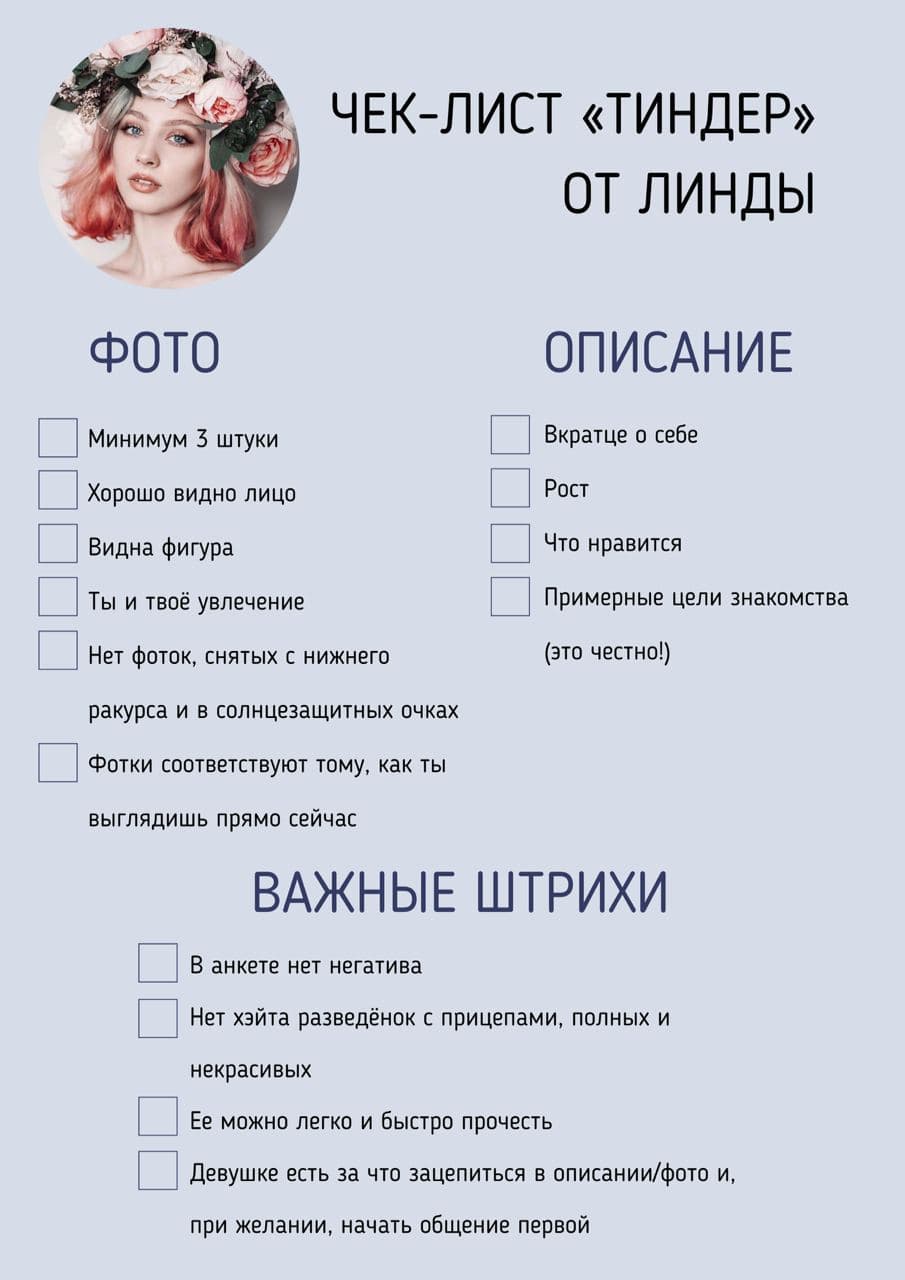 ЧЕК-ЛИСТ «ТИНДЕР»
ОТ ЛИНДЫ
ФОТО
Минимум 3 штуки
Хорошо видно лицо
Видна фигура
Ты и твоё увлечение
Нет фоток, снятых с нижнего
ракурса и в солнцезащитных очках
Фотки соответствуют тому, как ты
выглядишь прямо сейчас
ОПИСАНИЕ
Вкратце о себе
Рост
Что нравится
Примерные цели знакомства
(это честно!)
ВАЖНЫЕ ШТРИХИ
В анкете нет негатива
Нет хэйта разведёнок с прицепами, полных и
некрасивых
Ее можно легко и быстро прочесть
Девушке есть за что зацепиться в описании/фото и,
при желании, начать общение первой